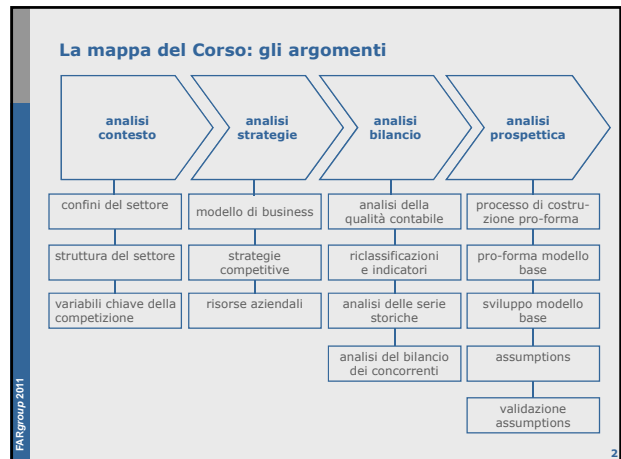 La mappa del Corso: gli argomenti
analisi
contesto
analisi
strategie
analisi
bilancio
analisi
prospettica
confini del settore
struttura del settore
variabili chiave della
competizione
modello di business
strategie
competitive
risorse aziendali
analisi della
qualità contabile
riclassificazioni
e indicatori
analisi delle serie
storiche
analisi del bilancio
dei concorrenti
processo di costru-
zione pro-forma
pro-forma modello
base
sviluppo modello
base
assumptions
validazione
assumptions
FARgroup 2011
2